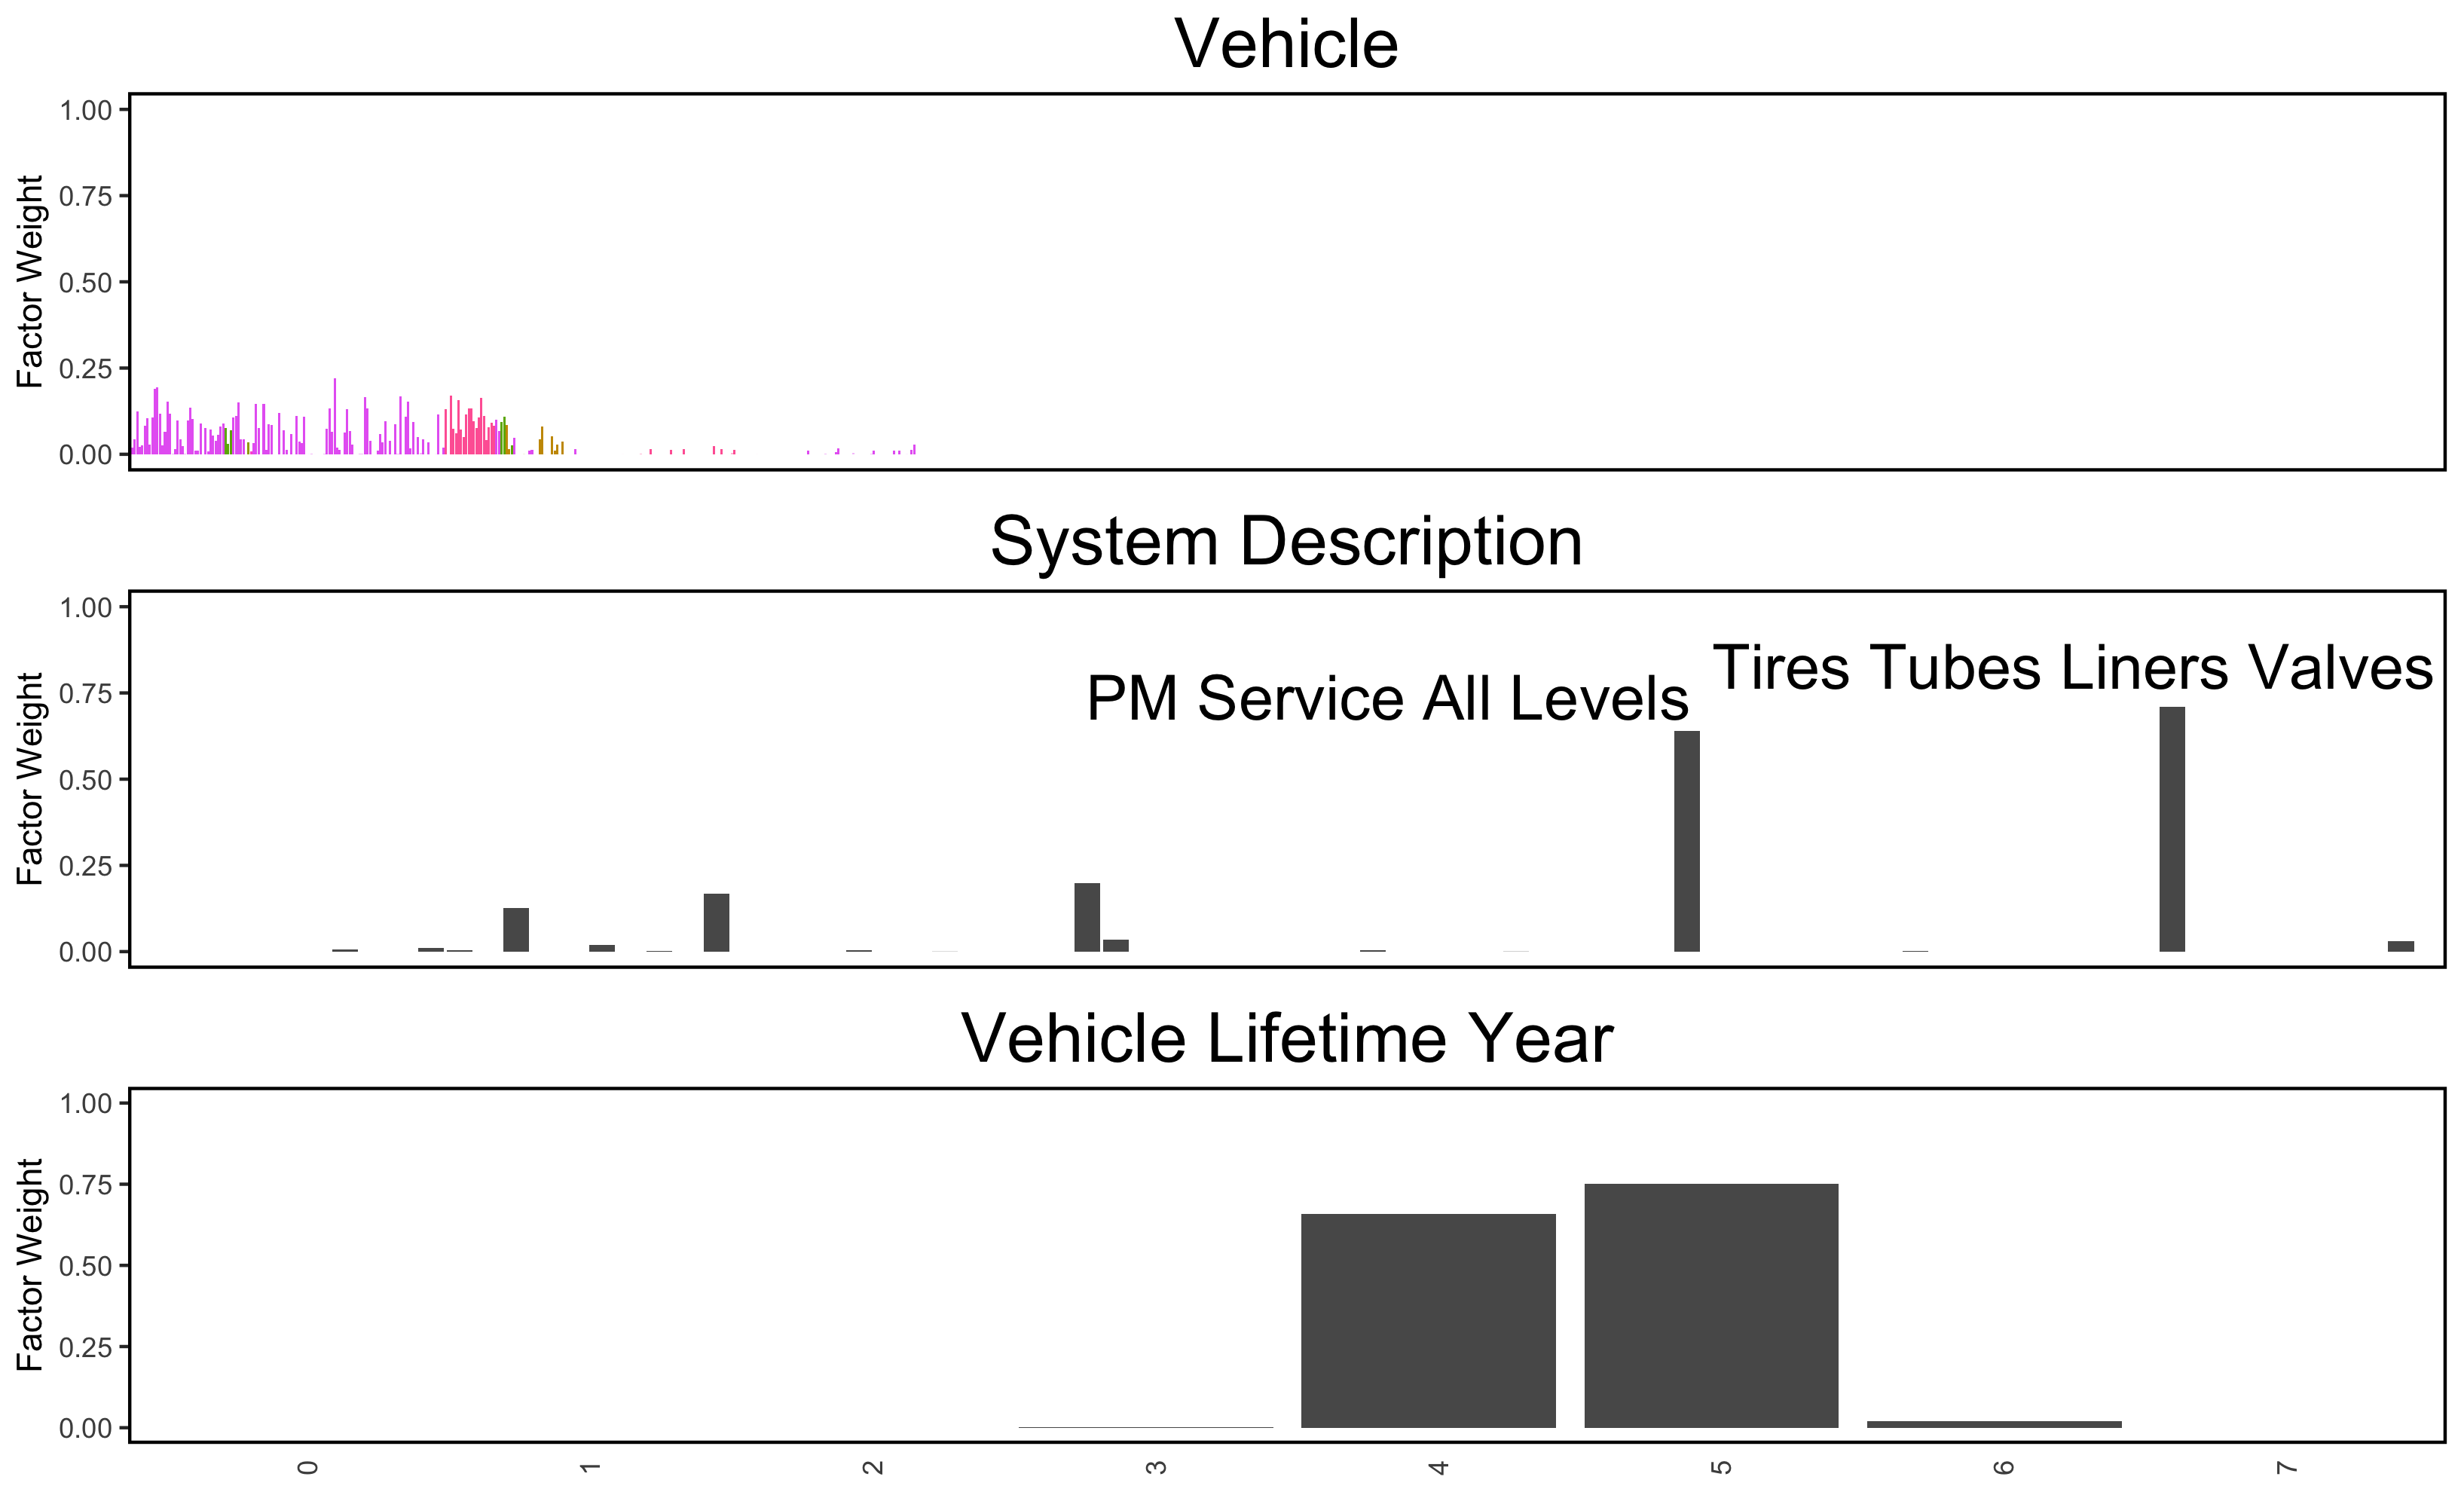 Vehicle
Factor Weight
1.00
0.75
0.50
0.25
0.00
System Description
Factor Weight
1.00
0.75
0.50
0.25
0.00
Tires Tubes Liners Valves
PM Service All Levels
Vehicle Lifetime Year
Factor Weight
1.00
0.75
0.50
0.25
0.00
0 1 2 3 4 5 6 7